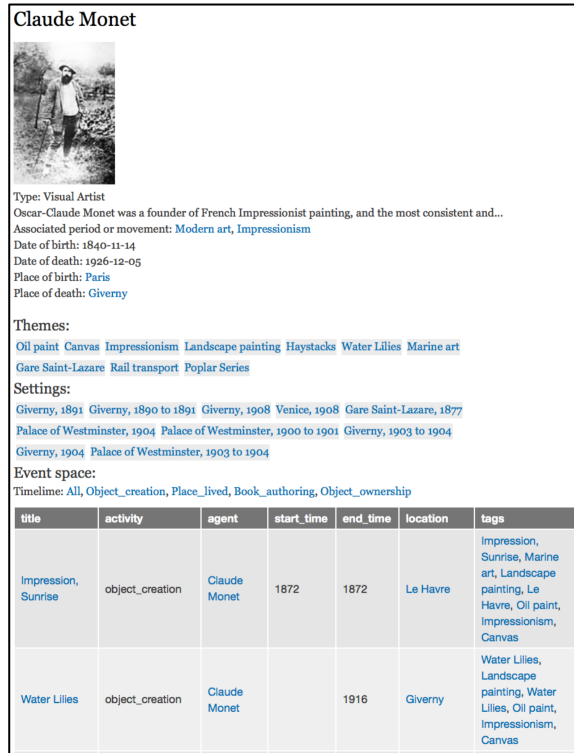 Claude Monet
Type: Visual Artist
Oscar-Claude Monet was a founder of French Impressionist painting, and the most consistent and...
Associated period or movement: Modern art, Impressionism
Date of birth: 1840-11-14
Date of death: 1926-12-05
Place of birth: Paris
Place of death: Giverny
Themes:
Oil paint Canvas Impressionism Landscape painting Haystacks Water Lilies Marine art
Gare Saint-Lazare Rail transport Poplar Series
Settings:
Giverny, 1891 Giverny, 1890 to 1891 Giverny, 1908 Venice, 1908 Gare Saint-Lazare, 1877
Palace of Westminster, 1904 Palace of Westminster, 1900 to 1901 Giverny, 1903 to 1904
Giverny, 1904 Palace of Westminster, 1903 to 1904
Event space:
Timeline: All, Object_creation, Place_lived, Book_authoring, Object_ownership
title activity agent start_time end_time location tags
Impression,
Sunrise
object_creation
Claude
Monet
1872
1872
Le Havre
Impression,
Sunrise, Marine
art, Landscape
painting, Le
Havre, Oil paint,
Impressionism,
Canvas
Water Lilies
object_creation
Claude
Monet
1916
Giverny
Water Lilies,
Landscape
painting, Water
Lilies, Oil paint,
Impressionism,
Canvas